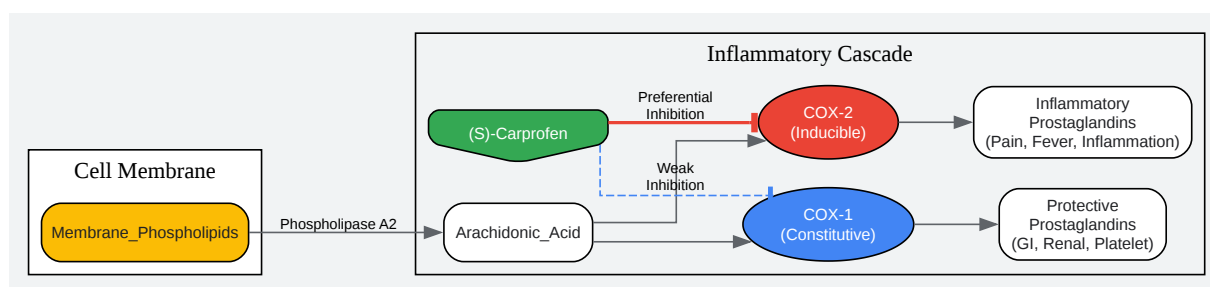 Inflammatory Cascade
Cell Membrane
Membrane_Phospholipids
Phospholipase A2
(S)-Carprofen
Arachidonic_Acid
Preferential
Inhibition
Weak
Inhibition
COX-2
(Inducible)
COX-1
(Constitutive)
Inflammatory
Prostaglandins
(Pain, Fever, Inflammation)
Protective
Prostaglandins
(GI, Renal, Platelet)